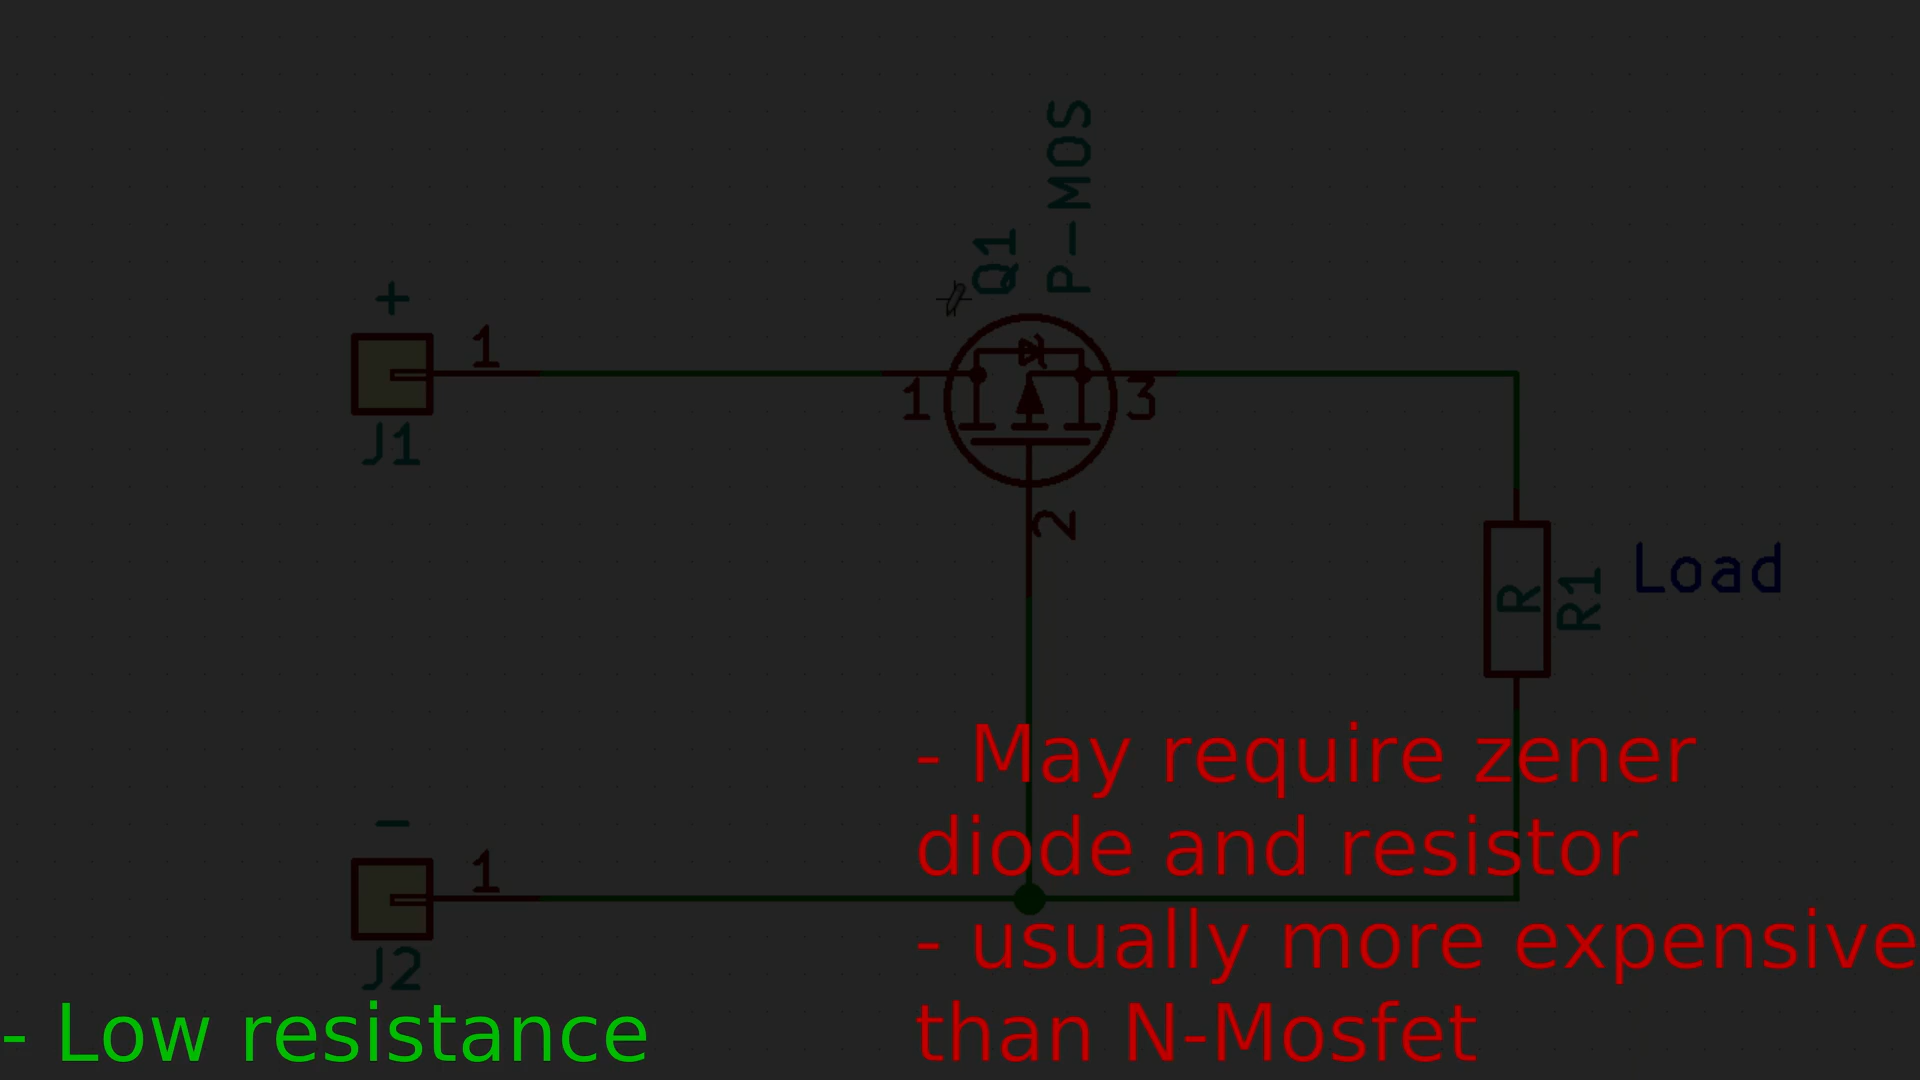 P-MOS
Q1
+
1
J1
1
3
2
R
R1
Load
- May require zener
diode and resistor
- usually more expensive
than N-Mosfet
−
1
J2
- Low resistance